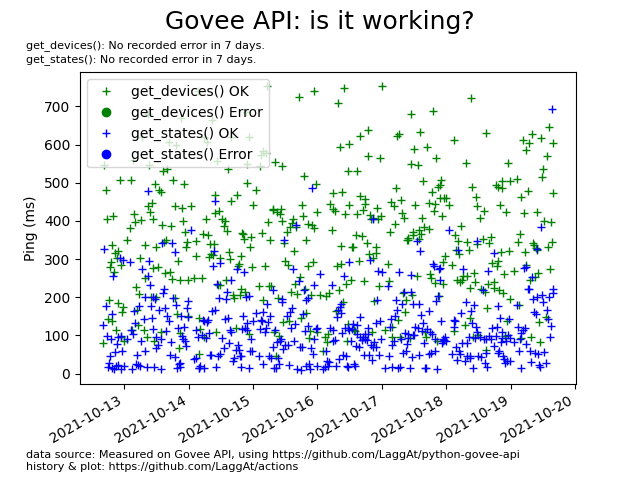 Govee API: is it working?
get_devices(): No recorded error in 7 days.
get_states(): No recorded error in 7 days.
get_devices() OK
get_devices() Error
get_states() OK
get_states() Error
Ping (ms)
700
600
500
400
300
200
100
0
2021-10-13
2021-10-14
2021-10-15
2021-10-16
2021-10-17
2021-10-18
2021-10-19
2021-10-20
data source: Measured on Govee API, using https://github.com/LaggAt/python-govee-api
history & plot: https://github.com/LaggAt/actions